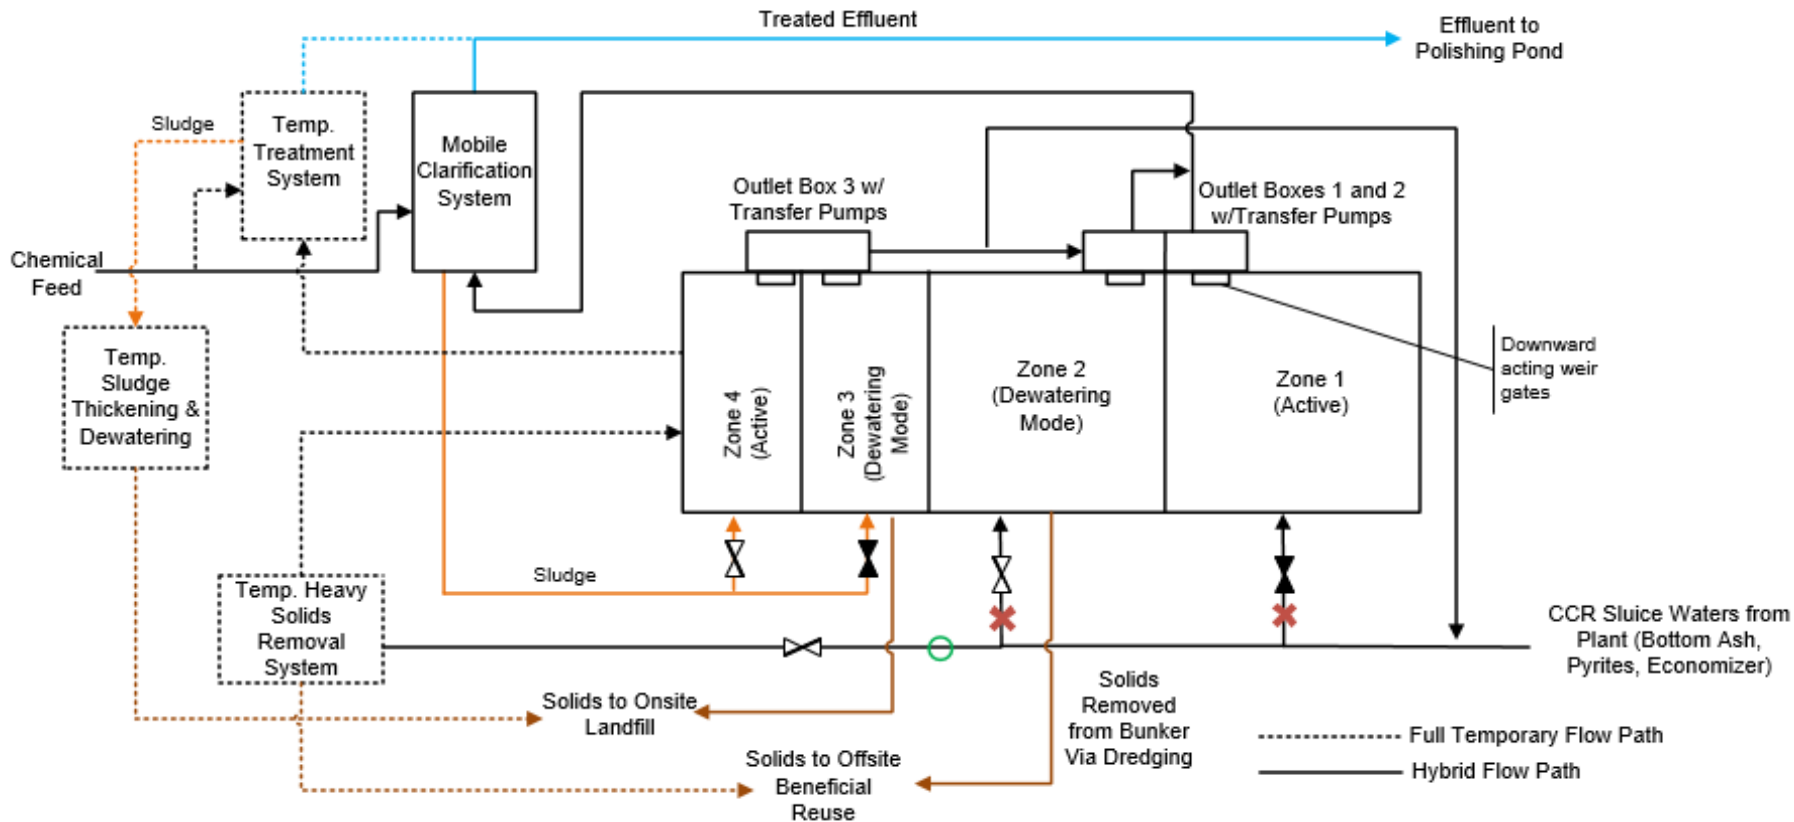 Treated Effluent
Effluent to
Polishing Pond
Sludge
Temp.
Treatment
System
Mobile
Clarification
System
Outlet Box 3 w/
Transfer Pumps
Outlet Boxes 1 and 2
w/Transfer Pumps
Chemical
Feed
Temp.
Sludge
Thickening &
Dewatering
Zone 4
(Active)
Zone 3
(Dewatering
Mode)
Zone 2
(Dewatering
Mode)
Zone 1
(Active)
Downward
acting weir
gates
Sludge
Temp. Heavy
Solids
Removal
System
CCR Sluice Waters from
Plant (Bottom Ash,
Pyrites, Economizer)
Solids to Onsite
Landfill
Solids
Removed
from Bunker
Via Dredging
Solids to Offsite
Beneficial
Reuse
Full Temporary Flow Path
Hybrid Flow Path